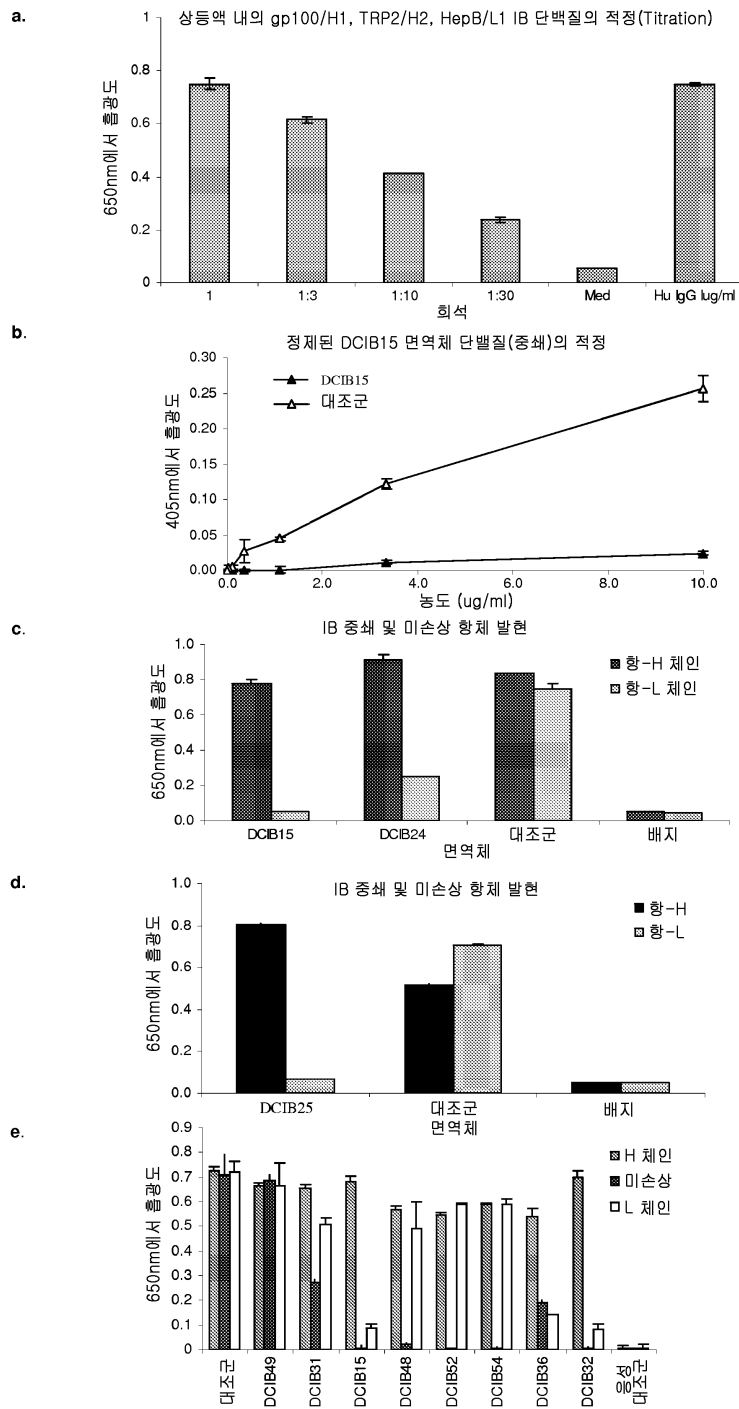 a.
상등액 내의 gp100/H1, TRP2/H2, HepB/L1 IB 단백질의 적정(Titration)
650nm에서 흡광도
1
0.8
0.6
0.4
0.2
0
1
1:3
1:10
1:30
Med
Hu IgG lug/ml
희석
b.
정제된 DCIB15 면역체 단밸질(중쇄)의 적정
405nm에서 흡광도
0.30
0.25
0.20
0.15
0.10
0.05
0.00
DCIB15
대조군
0.0
2.0
4.0
6.0
8.0
10.0
농도 (ug/ml)
c.
IB 중쇄 및 미손상 항체 발현
650nm에서 흡광도
1.0
0.8
0.6
0.4
0.2
0.0
항-H 체인
항-L 체인
DCIB15
DCIB24
대조군
배지
면역체
d.
IB 중쇄 및 미손상 항체 발현
650nm에서 흡광도
1.0
0.8
0.6
0.4
0.2
0.0
항-H
항-L
DCIB25
대조군
배지
면역체
e.
650nm에서 흡광도
0.9
0.8
0.7
0.6
0.5
0.4
0.3
0.2
0.1
0
H 체인
미손상
L 체인
대조군
DCIB49
DCIB31
DCIB15
DCIB48
DCIB52
DCIB54
DCIB36
DCIB32
음성
대조군